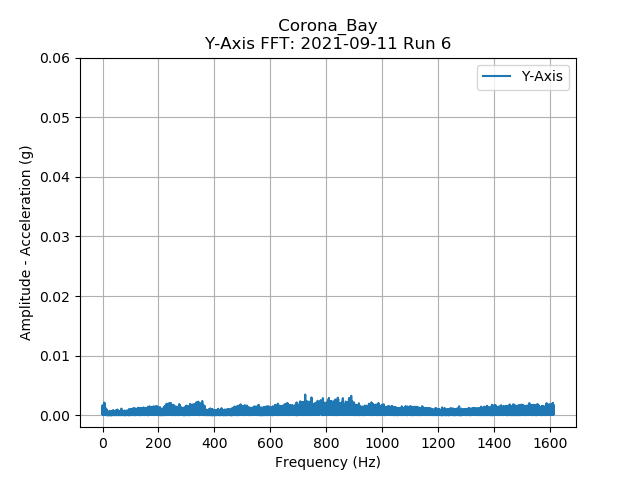 Corona_Bay
Y-Axis FFT: 2021-09-11 Run 6
Y-Axis
Amplitude - Acceleration (g)
0.06
0.05
0.04
0.03
0.02
0.01
0.00
0 200 400 600 800 1000 1200 1400 1600
Frequency (Hz)